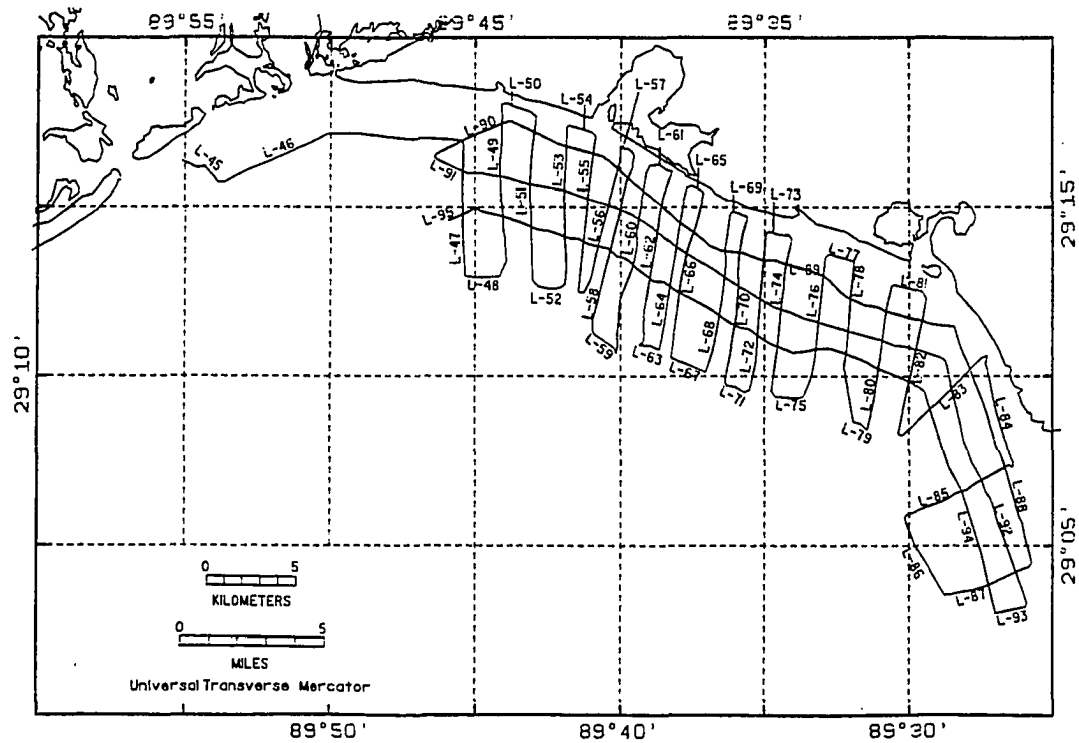 89°55' 89°45' 89°35'
L-50
L-54
L-57
L-90
L-61
L-45
L-46
L-49
L-53
L-55
L-65
L-91
L-51
L-69
L-73
29°15'
L-95
L-56
L-60
L-62
L-47
L-66
L-89
L-77
L-78
L-48
L-52
L-58
L-64
L-70
L-74
L-76
L-81
L-59
L-63
L-68
L-72
29°10'
L-67
L-80
L-82
L-71
L-75
L-83
L-79
L-84
L-85
L-88
L-94
L-92
29°05'
L-86
L-87
L-93
0 5
KILOMETERS
0 5
MILES
Universal Transverse Mercator
89°50' 89°40' 89°30'